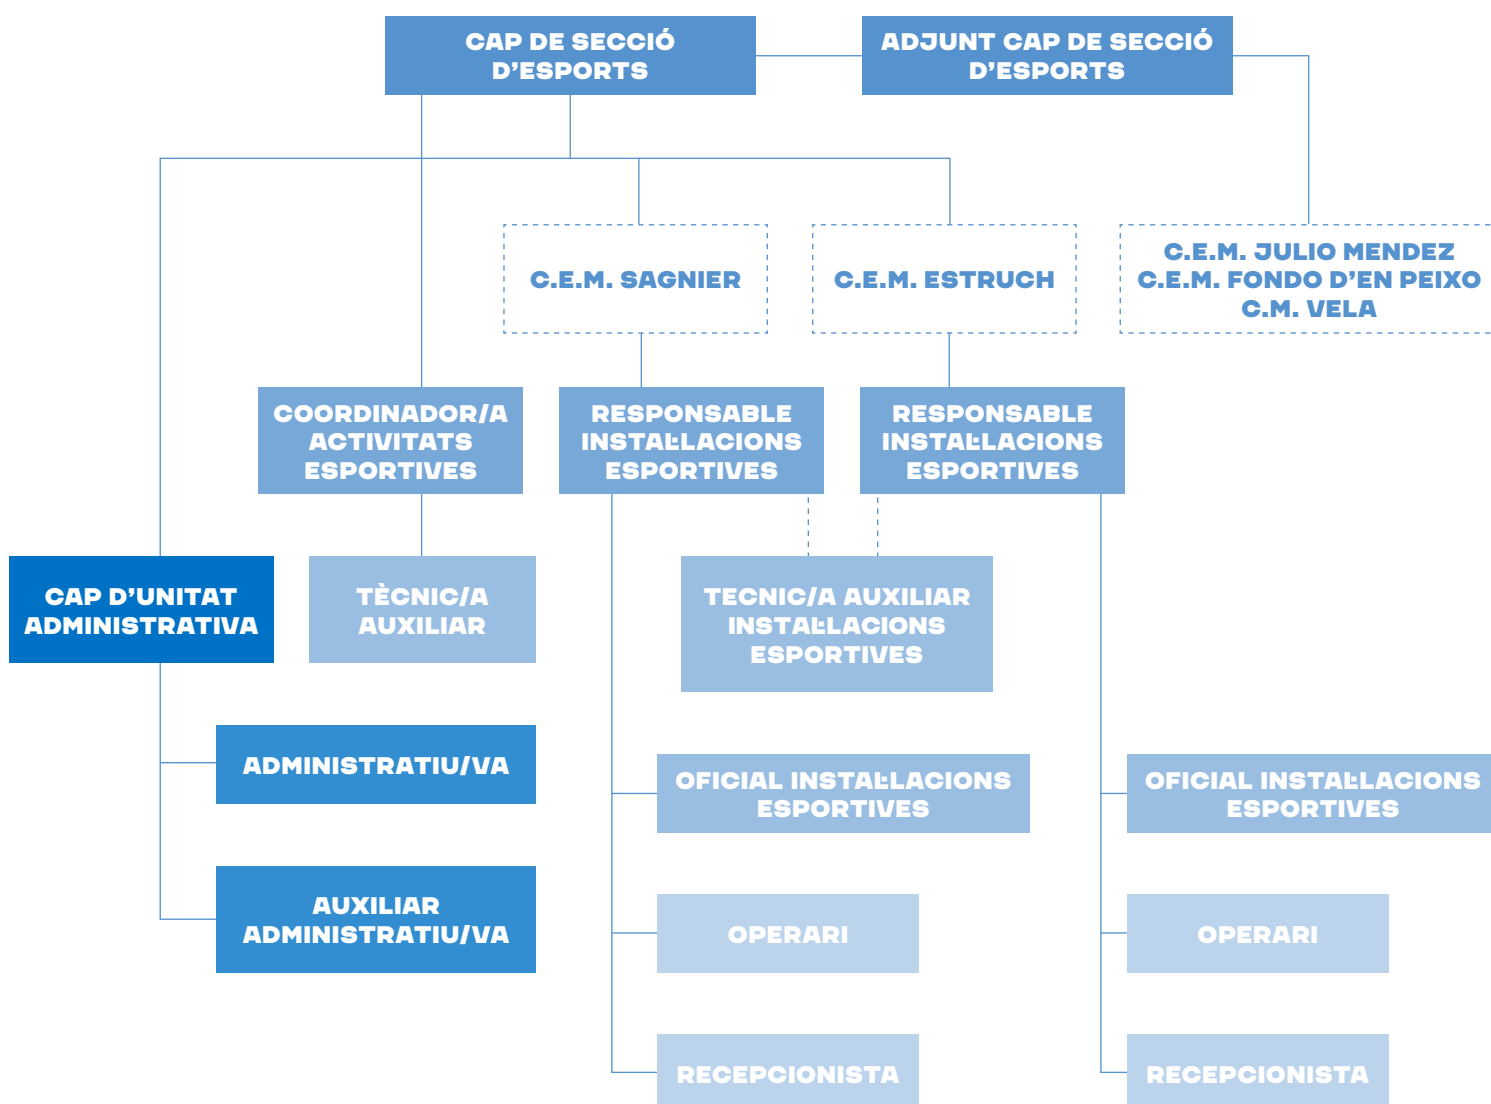 CAP DE SECCIÓ
D'ESPORTS
ADJUNT CAP DE SECCIÓ
D'ESPORTS
C.E.M. SAGNIER
C.E.M. ESTRUCH
C.E.M. JULIO MENDEZ
C.E.M. FONDO D'EN PEIXO
C.M. VELA
COORDINADOR/A
ACTIVITATS
ESPORTIVES
RESPONSABLE
INSTAL·LACIONS
ESPORTIVES
RESPONSABLE
INSTAL·LACIONS
ESPORTIVES
CAP D'UNITAT
ADMINISTRATIVA
TÈCNIC/A
AUXILIAR
TECNIC/A AUXILIAR
INSTAL·LACIONS
ESPORTIVES
ADMINISTRATIU/VA
OFICIAL INSTAL·LACIONS
ESPORTIVES
OFICIAL INSTAL·LACIONS
ESPORTIVES
AUXILIAR
ADMINISTRATIU/VA
OPERARI
OPERARI
RECEPCIONISTA
RECEPCIONISTA